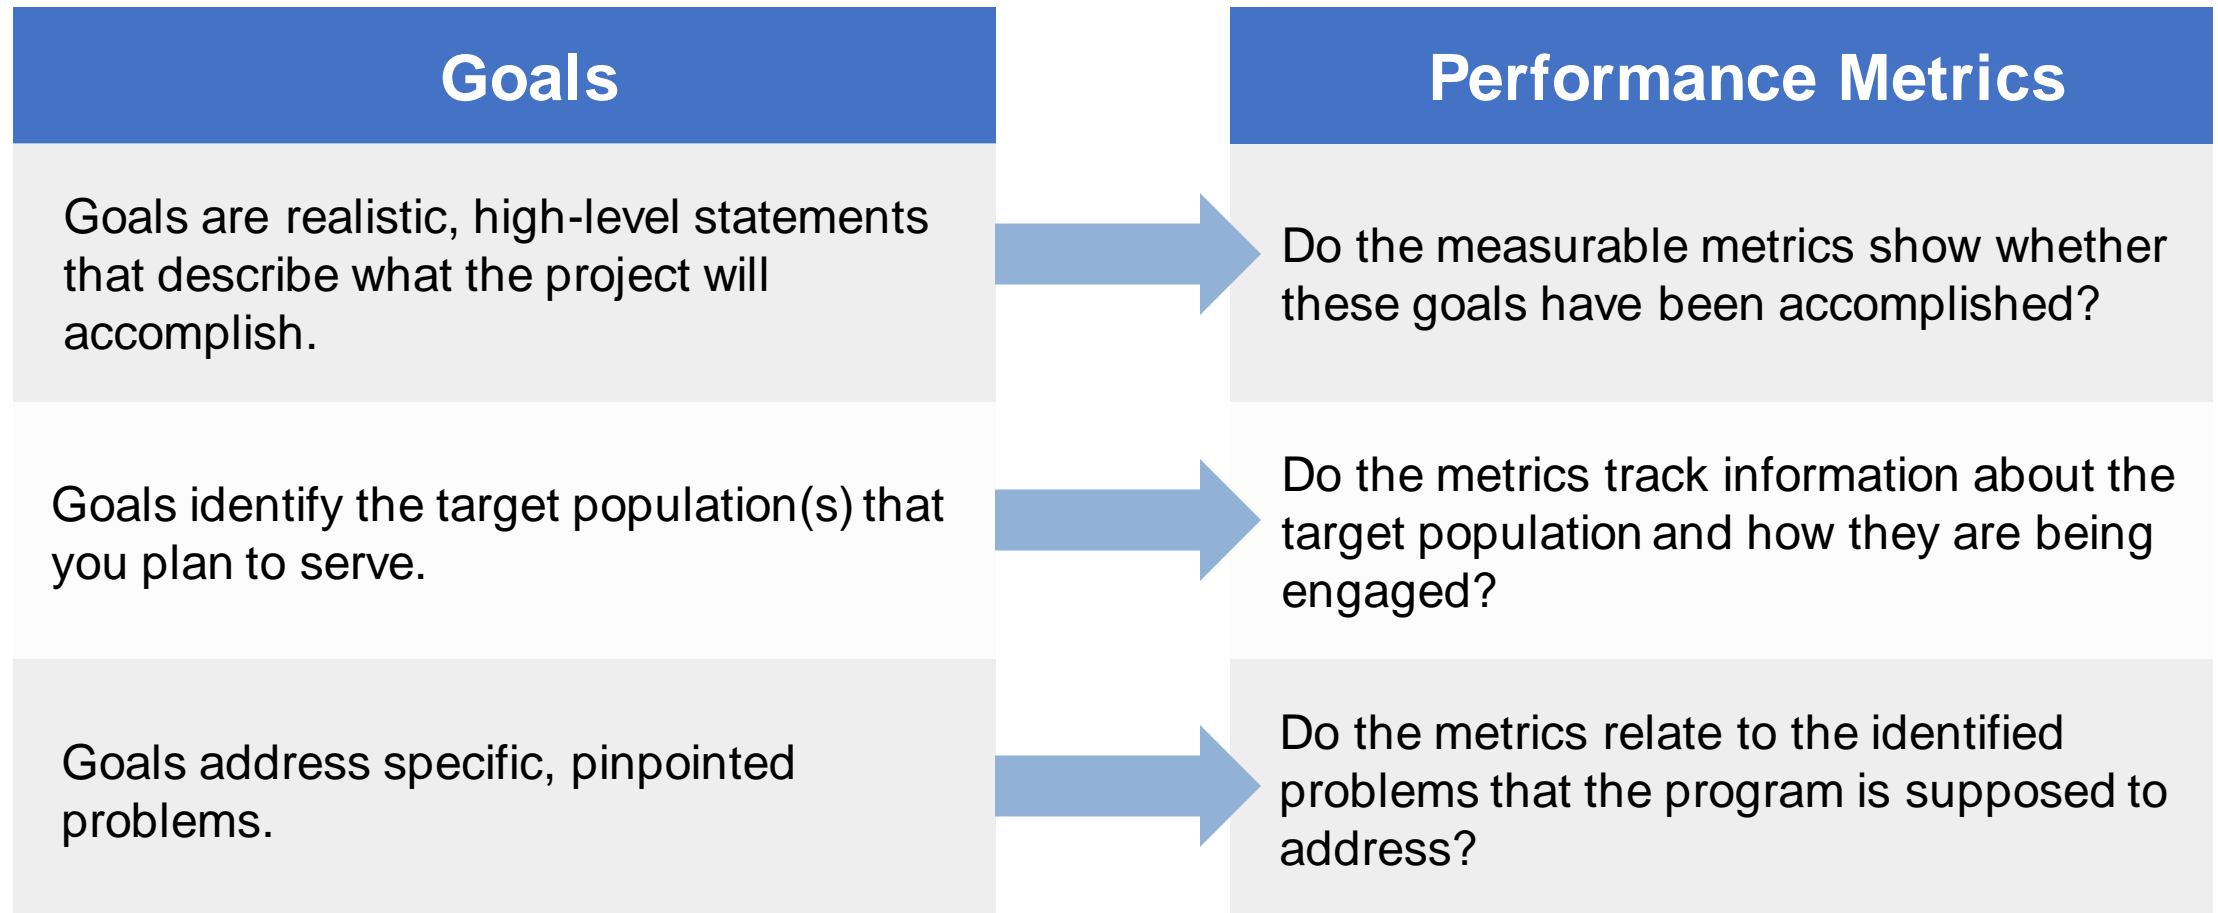 Goals
Performance Metrics
Goals are realistic, high-level statements
that describe what the project will
accomplish.
Do the measurable metrics show whether
these goals have been accomplished?
Goals identify the target population(s) that
you plan to serve.
Do the metrics track information about the
target population and how they are being
engaged?
Goals address specific, pinpointed
problems.
Do the metrics relate to the identified
problems that the program is supposed to
address?